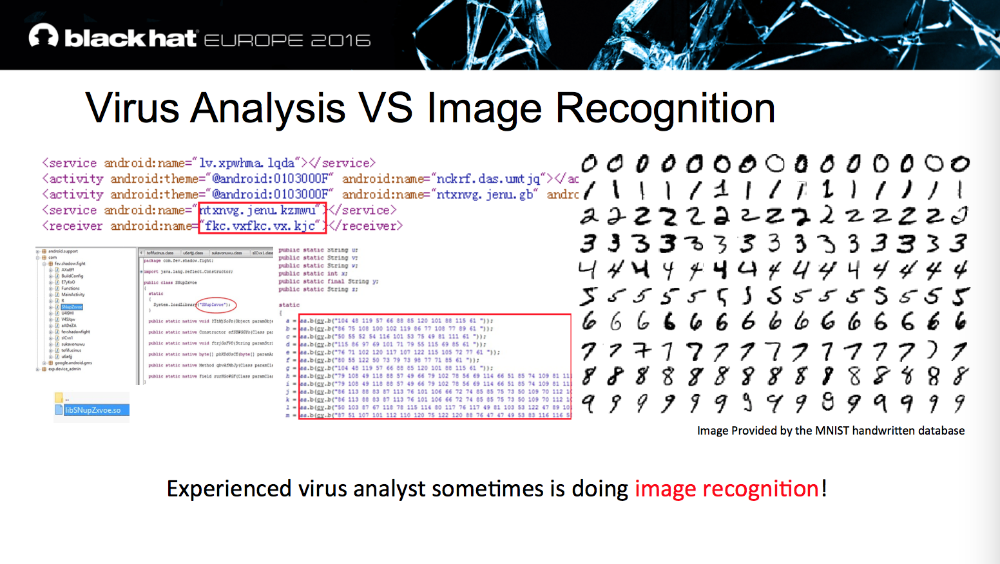 black hat EUROPE 2016
Virus Analysis VS Image Recognition
<service android:name="lv.xpwhma.lqda"></service>
<activity android:theme="@android:0103000F" android:name="nckrf.das.umtjq"></ac
<activity android:theme="@android:0103000F" android:name="ntxnvg.jenu.gb" andro
<service android:name="ntxnvg.jenu.kzmwu"></service>
<receiver android:name="fkc.vxfkc.vx.kjc"></receiver>
android.support
com
fev.shadow.fight
AXuEff
BuildConfig
E7yKxO
Functions
MainActivity
R
SNupZxvoe
U4I9HI
V45Jqw
aADeZA
fevshadowfight
sICvx1
sukavonuwu
tofifucinus
u6a4jj
google.android.gms
exp.device_admin
..
libSNupZxvoe.so
tofifucinus.class u6a4jj.class sukavonuwu.class sICvx1.class
package com.fev.shadow.fight;
import java.lang.reflect.Constructor;
public class SNupZxvoe
{
static
{
System.loadLibrary("SNupZxvoe");
}
public static native void
public static native Constructor
public static native void
public static native byte[]
public static native Method
public static native Field
}
public static String u;
public static String v;
public static String w;
public static int x;
public static final String y;
public static String z;
static
{
a = aa.b(cy.b("104 48 119 57 66 88 85 120 101 88 115 61 "));
b = aa.b(cy.b("86 75 108 100 102 119 86 77 108 77 89 61 "));
c = aa.b(cy.b("50 55 52 54 116 101 53 75 49 81 111 61 "));
d = aa.b(cy.b("115 86 97 69 101 71 79 55 115 69 85 61 "));
e = aa.b(cy.b("76 71 102 120 117 107 122 115 105 72 77 61 "));
f = aa.b(cy.b("80 55 122 50 73 79 73 98 77 71 85 61 "));
g = aa.b(cy.b("104 48 119 57 66 88 85 120 101 88 115 61 "));
h = aa.b(cy.b("79 108 49 118 88 57 49 66 79 102 78 56 69 114 66 51 85 74 109 81 11
i = aa.b(cy.b("79 108 49 118 88 57 49 66 79 102 78 56 69 114 66 51 85 74 109 81 11
j = aa.b(cy.b("86 113 88 83 87 113 76 101 106 66 72 74 85 85 75 73 50 109 70 112 1
k = aa.b(cy.b("86 113 88 83 87 113 76 101 106 66 72 74 85 85 75 73 50 109 70 112 1
l = aa.b(cy.b("50 103 87 67 118 78 115 114 80 117 76 117 49 81 103 53 122 47 89 10
m = aa.b(cy.b("87 51 107 101 112 110 120 75 122 120 88 76 47 47 49 53 83 116 116 5
0 0 0 0 0 0 0 0 0 0 0 0 0 0 0
1 1 1 1 1 1 1 1 1 1 1 1 1 1 1
2 2 2 2 2 2 2 2 2 2 2 2 2 2 2
3 3 3 3 3 3 3 3 3 3 3 3 3 3 3
4 4 4 4 4 4 4 4 4 4 4 4 4 4 4
5 5 5 5 5 5 5 5 5 5 5 5 5 5 5
6 6 6 6 6 6 6 6 6 6 6 6 6 6 6
7 7 7 7 7 7 7 7 7 7 7 7 7 7 7
8 8 8 8 8 8 8 8 8 8 8 8 8 8 8
9 9 9 9 9 9 9 9 9 9 9 9 9 9 9
Image Provided by the MNIST handwritten database
Experienced virus analyst sometimes is doing image recognition!